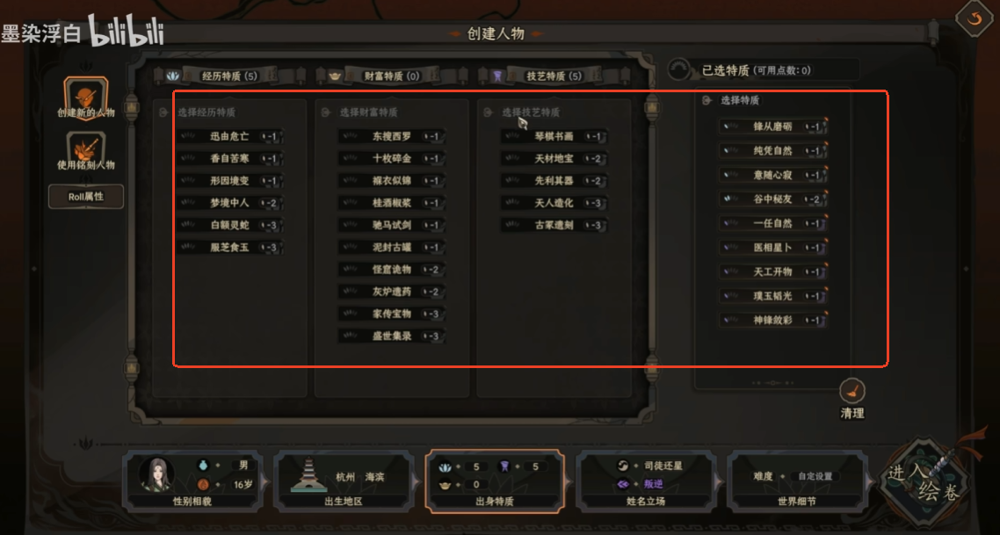 墨染浮白 bilibili
创建人物
创建新的人物
使用铭刻人物
Roll属性
经历特质 (5)
选择经历特质
迅由危亡 -1
香自苦寒 -1
形因境变 -1
梦境中人 -2
白额灵蛇 -3
服芝食玉 -3
财富特质 (0)
选择财富特质
东搜西罗 -1
十枚碎金 -1
褴衣似锦 -1
桂酒椒浆 -1
驰马试剑 -1
泥封古罐 -1
怪窟诡物 -2
灰炉遗药 -2
家传宝物 -3
盛世集录 -3
技艺特质 (5)
选择技艺特质
琴棋书画 -1
天材地宝 -2
先利其器 -2
天人造化 -3
古冢遗刻 -3
已选特质 (可用点数: 0)
选择特质
锋从磨砺 -1
纯凭自然 -1
意随心寂 -1
谷中秘友 -2
一任自然 -1
医相星卜 -1
天工开物 -1
璞玉韬光 -1
神锋敛彩 -1
清理
男
16岁
性别相貌
杭州 海滨
出生地区
5 5
0
出身特质
司徒还星
叛逆
姓名立场
难度 自定设置
世界细节
进入
绘卷